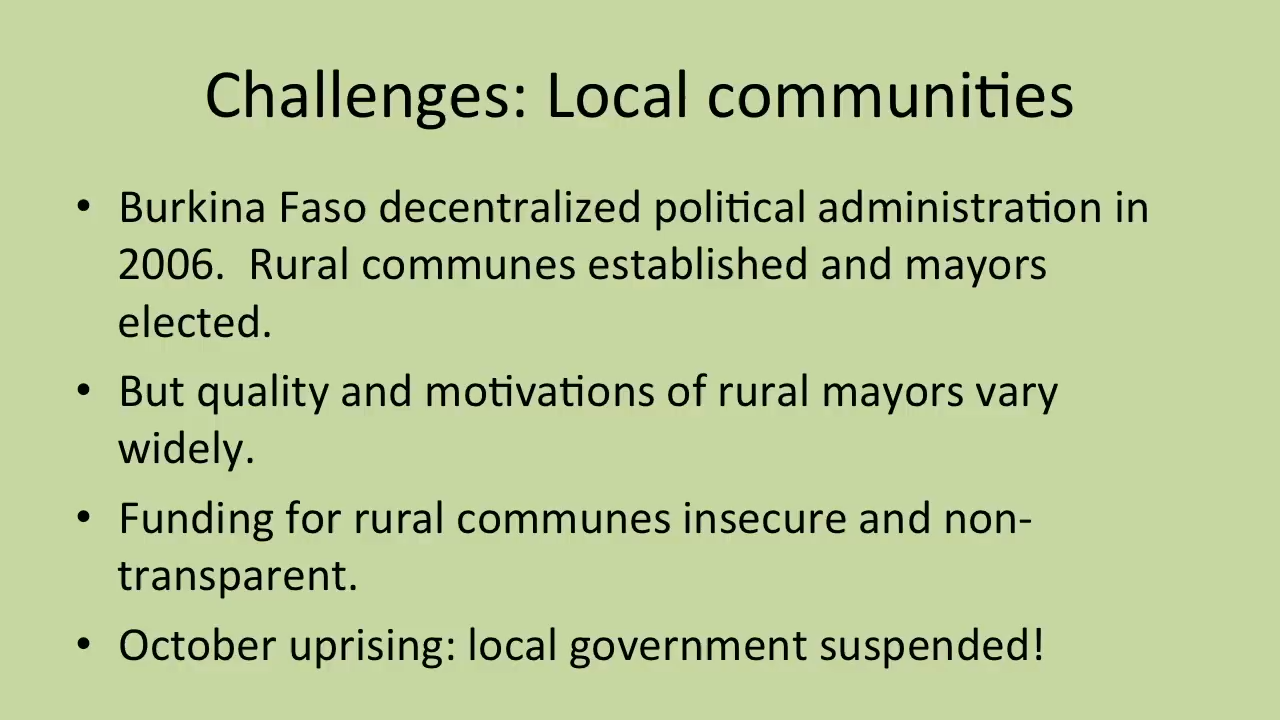 Challenges: Local communities
• Burkina Faso decentralized political administration in
2006.  Rural communes established and mayors
elected.
• But quality and motivations of rural mayors vary
widely.
• Funding for rural communes insecure and non-
transparent.
• October uprising: local government suspended!